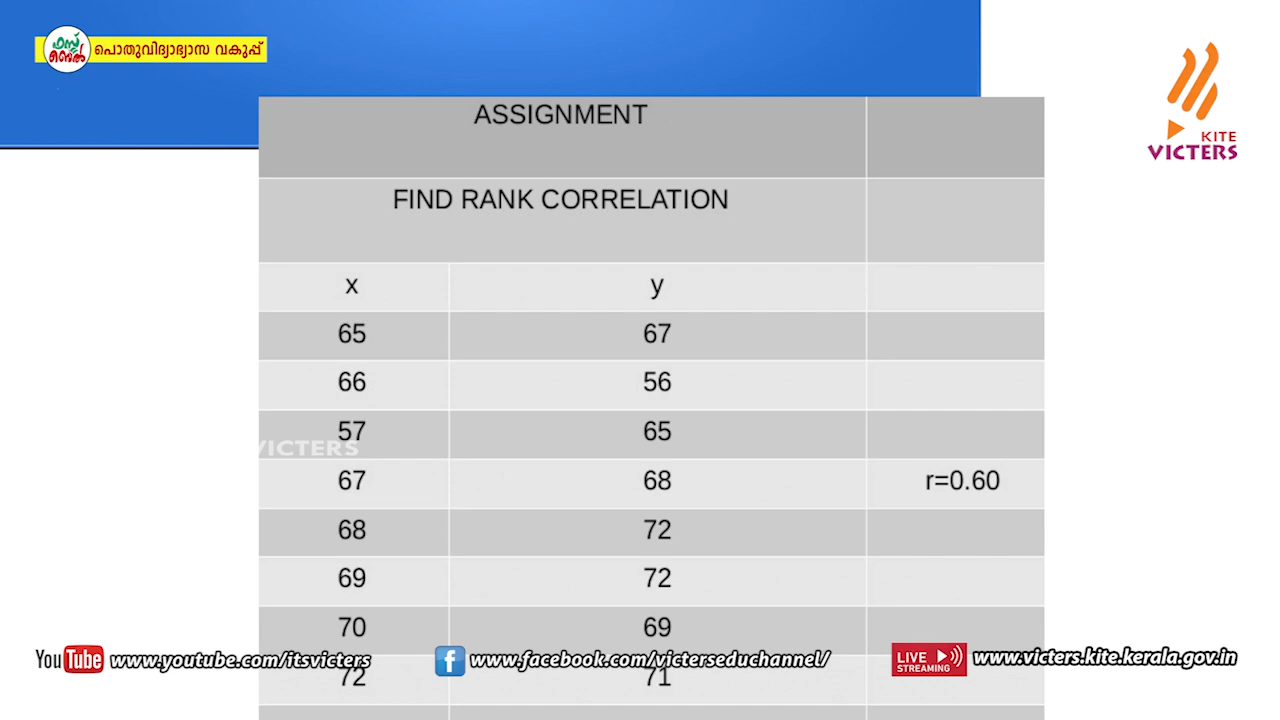 ഫസ്റ്റ് ബെൽ
പൊതുവിദ്യാഭ്യാസ വകുപ്പ്
KITE
VICTERS
ASSIGNMENT
FIND RANK CORRELATION
x y
65 67
66 56
57 65
VICTERS
67 68 r=0.60
68 72
69 72
70 69
72 71
YouTube www.youtube.com/itsvicters
f www.facebook.com/victerseduchannel/
LIVE STREAMING www.victers.kite.kerala.gov.in